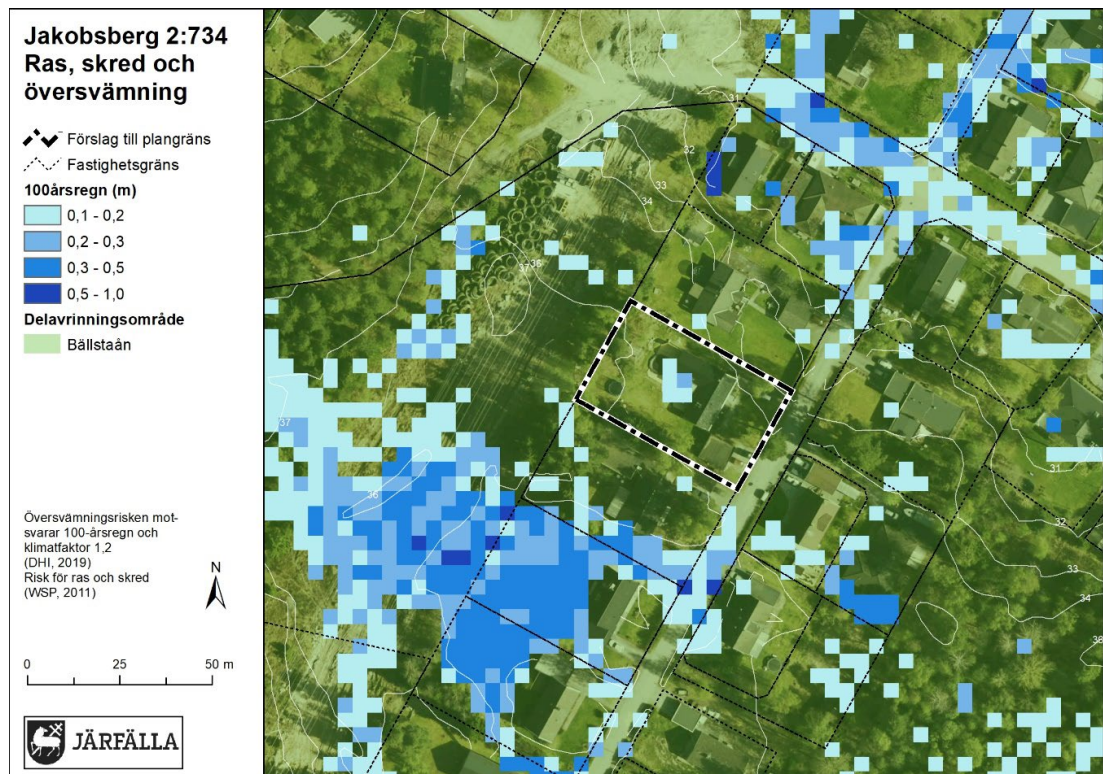 Jakobsberg 2:734
Ras, skred och
översvämning
Förslag till plangräns
Fastighetsgräns
100årsregn (m)
0,1 - 0,2
0,2 - 0,3
0,3 - 0,5
0,5 - 1,0
Delavrinningsområde
Bällstaån
Översvämningsrisken mot-
svarar 100-årsregn och
klimatfaktor 1,2
(DHI, 2019)
Risk för ras och skred
(WSP, 2011)
N
0 25 50 m
JÄRFÄLLA
31
32
33
34
37
36
37
36
31
32
33
34